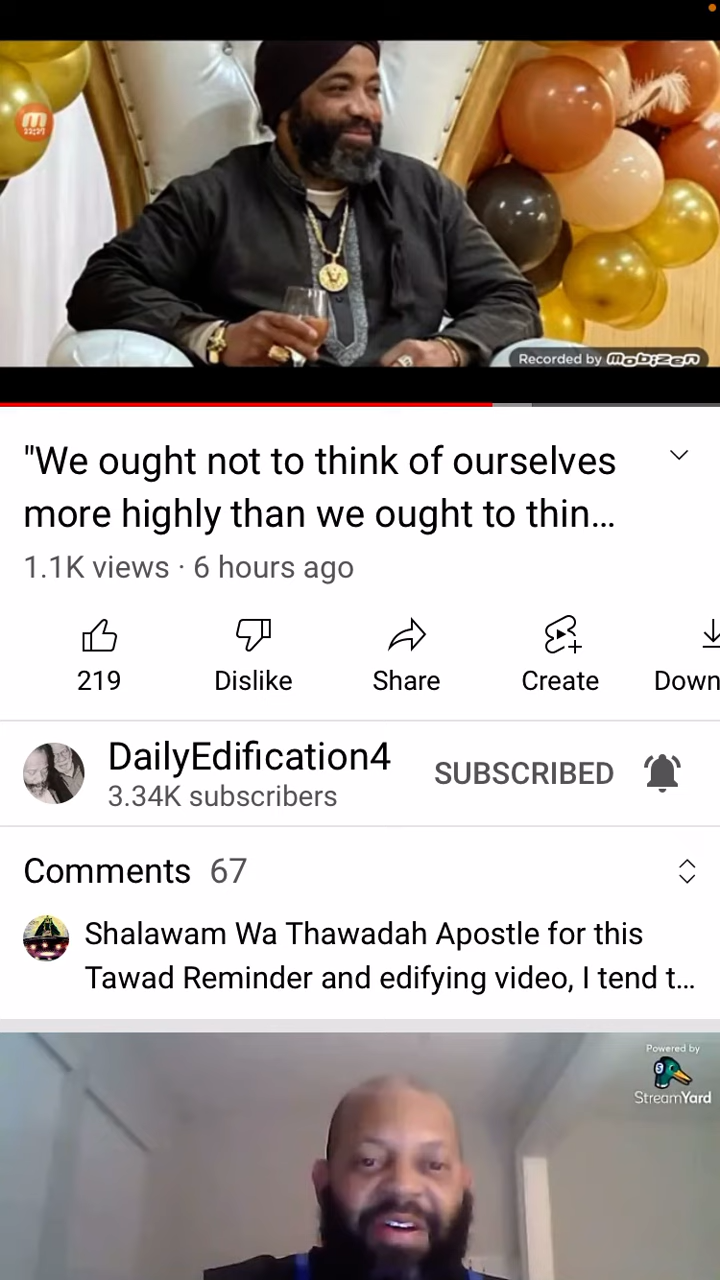 22:27
Recorded by Mobizen
"We ought not to think of ourselves
more highly than we ought to thin...
1.1K views · 6 hours ago
219 Dislike Share Create Down
DailyEdification4 SUBSCRIBED
3.34K subscribers
Comments 67
Shalawam Wa Thawadah Apostle for this
Tawad Reminder and edifying video, I tend t...
Powered by
StreamYard